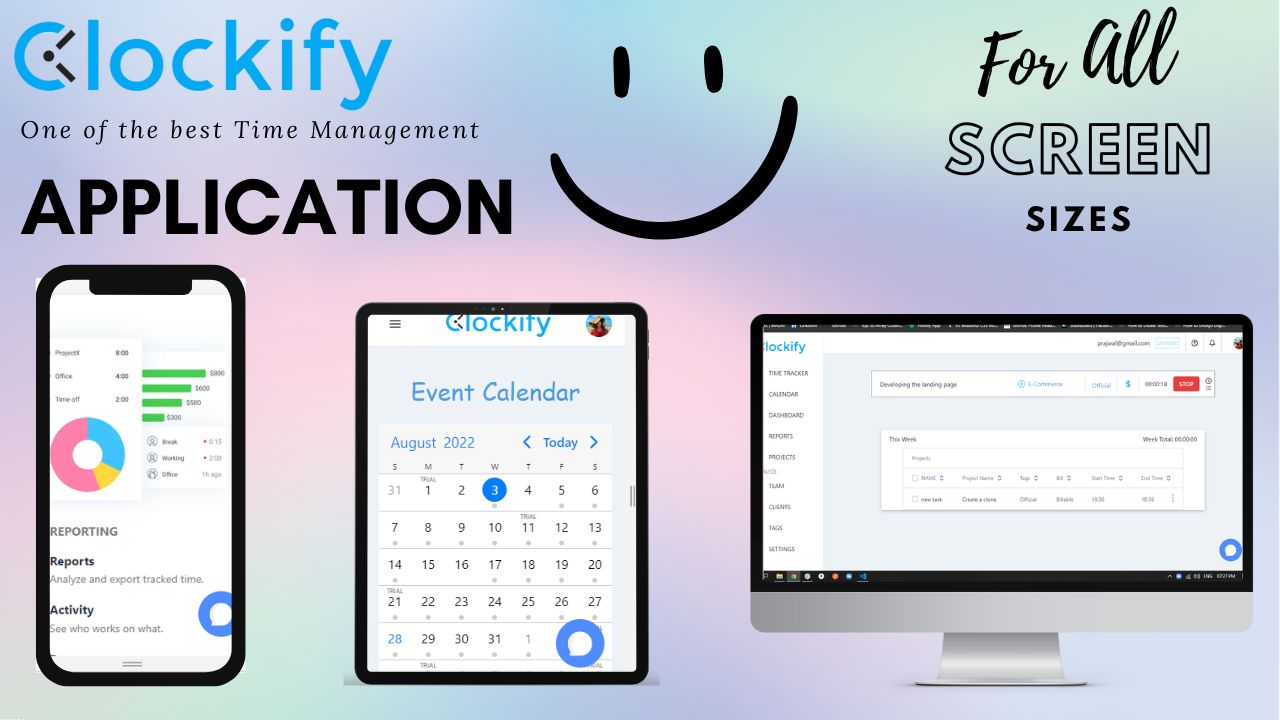 Clockify
One of the best Time Management
APPLICATION
For All
SCREEN
SIZES
ProjectX 8:00
Office 4:00
Time off 2:00
$800
$600
$500
$300
Break 0:15
Working 2:00
Office 1h ago
REPORTING
Reports
Analyze and export tracked time.
Activity
See who works on what.
Clockify
Event Calendar
August 2022 Today
S M T W T F S
TRIAL
31 1 2 3 4 5 6
TRIAL
7 8 9 10 11 12 13
14 15 16 17 18 19 20
TRIAL
21 22 23 24 25 26 27
28 29 30 31 1
TRIAL
lockify
prajwal@gmail.com UPGRADE
TIME TRACKER
CALENDAR
DASHBOARD
REPORTS
PROJECTS
ALYZE
TEAM
CLIENTS
TAGS
SETTINGS
Developing the landing page E-Commerce Official $ 00:00:18 STOP
This Week Week Total: 00:00:00
Projects
NAME Project Name Tags Bill Start Time End Time
new task Create a clone Official Billable 18:36 18:36
ENG 07:27 PM